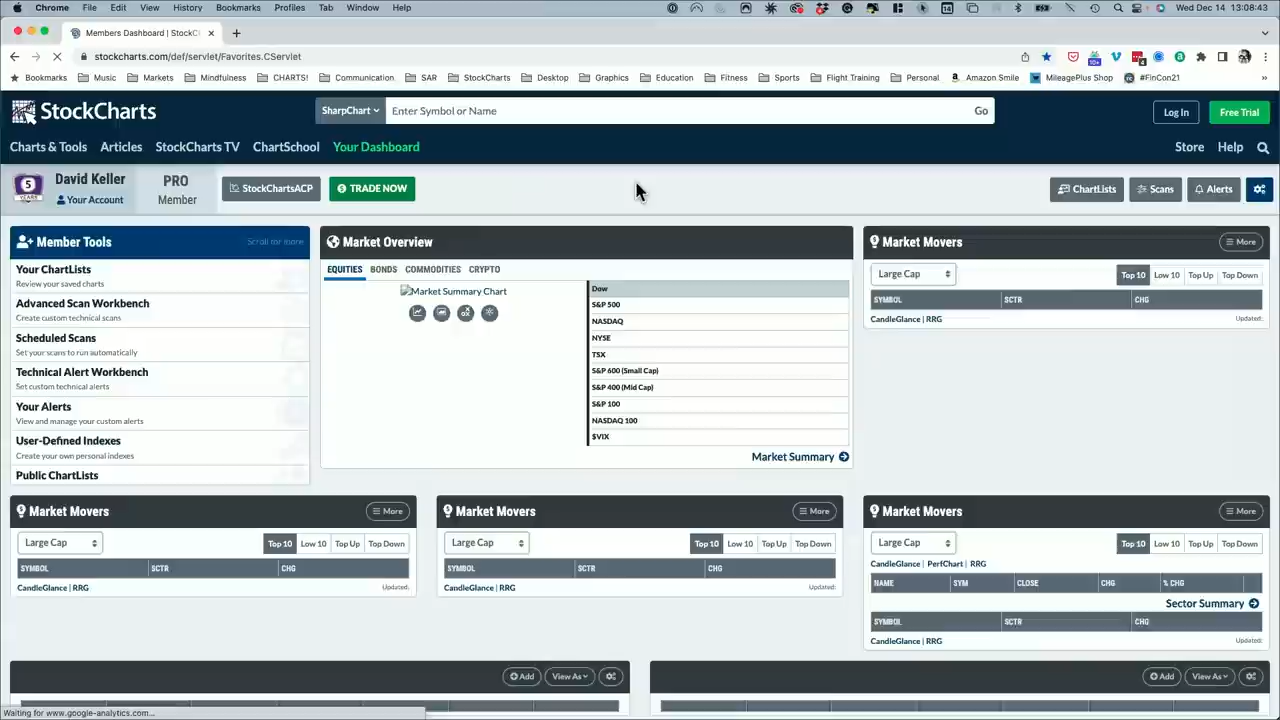 Chrome File Edit View History Bookmarks Profiles Tab Window Help
14
Wed Dec 14 13:08:43
Members Dashboard | StockC
stockcharts.com/def/servlet/Favorites.CServlet
Bookmarks Music Markets Mindfulness CHARTS! Communication SAR StockCharts Desktop Graphics Education Fitness Sports Flight Training Personal Amazon Smile MileagePlus Shop #FinCon21 »
StockCharts
SharpChart Enter Symbol or Name Go
Log In Free Trial
Charts & Tools Articles StockCharts TV ChartSchool Your Dashboard Store Help
5 YEARS
David Keller
Your Account
PRO
Member
StockChartsACP $ TRADE NOW
ChartLists Scans Alerts
Member Tools Scroll for more
Your ChartLists
Review your saved charts
Advanced Scan Workbench
Create custom technical scans
Scheduled Scans
Set your scans to run automatically
Technical Alert Workbench
Set custom technical alerts
Your Alerts
View and manage your custom alerts
User-Defined Indexes
Create your own personal indexes
Public ChartLists
Market Overview
EQUITIES BONDS COMMODITIES CRYPTO
Market Summary Chart
Dow
S&P 500
NASDAQ
NYSE
TSX
S&P 600 (Small Cap)
S&P 400 (Mid Cap)
S&P 100
NASDAQ 100
$VIX
Market Summary
Market Movers More
Large Cap Top 10 Low 10 Top Up Top Down
SYMBOL SCTR CHG
CandleGlance | RRG Updated:
Market Movers More
Large Cap Top 10 Low 10 Top Up Top Down
SYMBOL SCTR CHG
CandleGlance | RRG Updated:
Market Movers More
Large Cap Top 10 Low 10 Top Up Top Down
SYMBOL SCTR CHG
CandleGlance | RRG Updated:
Market Movers More
Large Cap Top 10 Low 10 Top Up Top Down
CandleGlance | PerfChart | RRG
NAME SYM CLOSE CHG % CHG
Sector Summary
SYMBOL SCTR CHG
CandleGlance | RRG Updated:
Add View As
Add View As
Waiting for www.google-analytics.com...